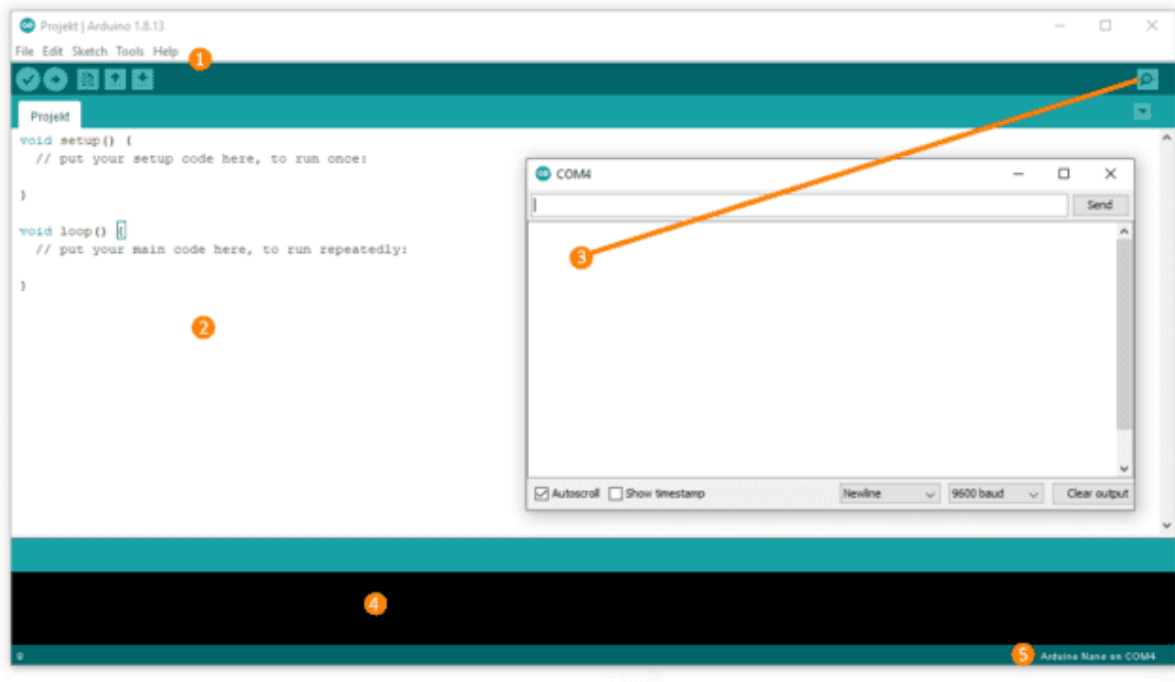 Projekt | Arduino 1.8.13
File Edit Sketch Tools Help
1
Projekt
void setup() {
// put your setup code here, to run once:
}
void loop() {
// put your main code here, to run repeatedly:
}
2
COM4
Send
3
Autoscroll Show timestamp Newline 9600 baud Clear output
4
9
5 Arduino Nano on COM4